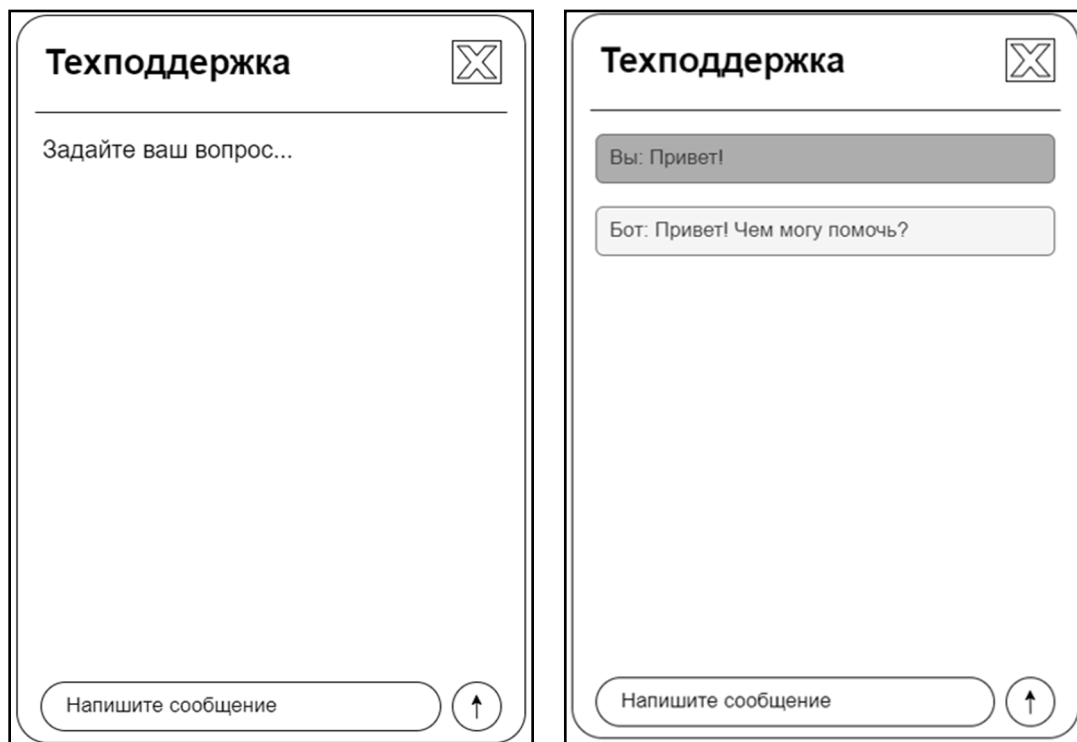 Техподдержка
Задайте ваш вопрос...
Напишите сообщение
Техподдержка
Вы: Привет!
Бот: Привет! Чем могу помочь?
Напишите сообщение